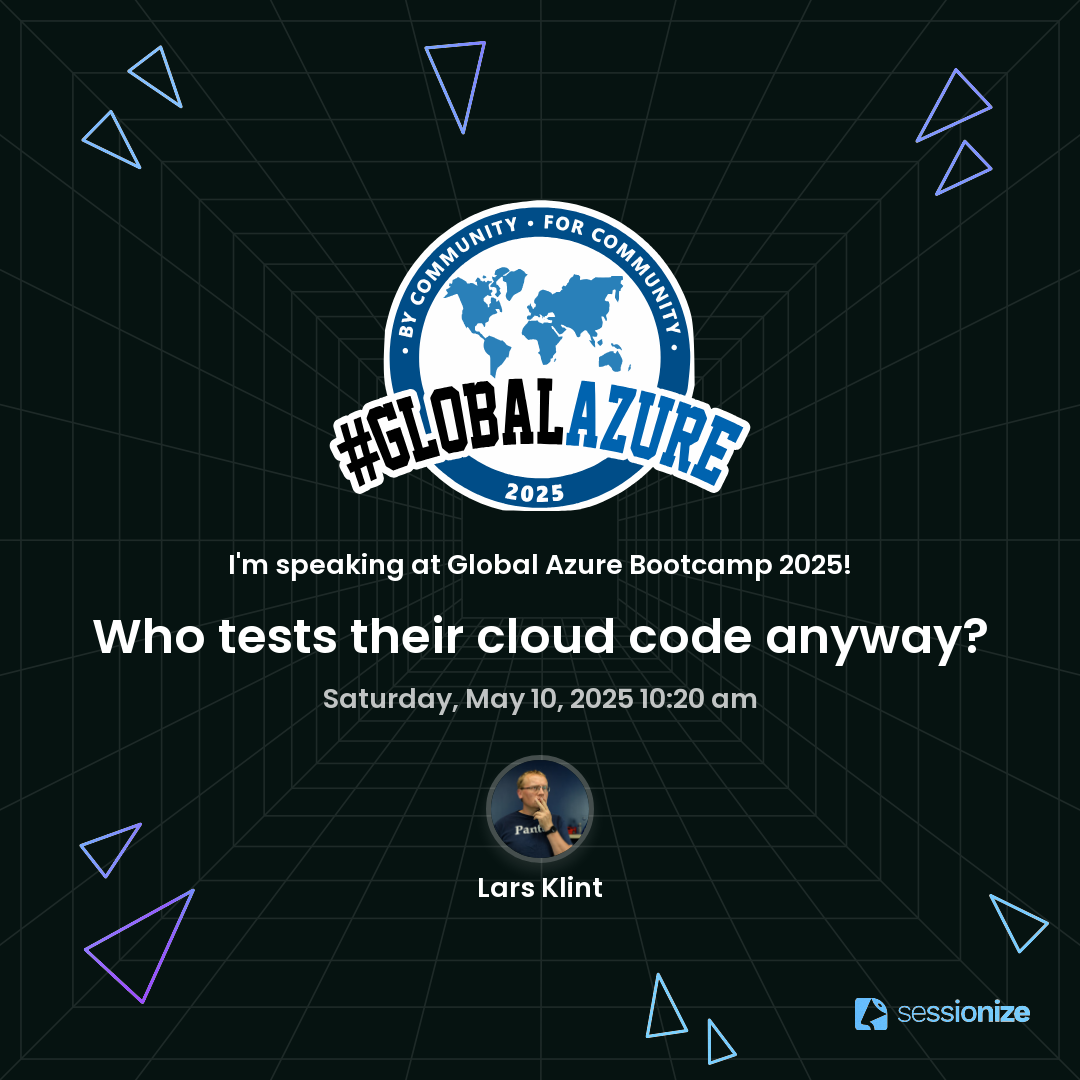 • BY COMMUNITY • FOR COMMUNITY •
#GLOBALAZURE
2025
I'm speaking at Global Azure Bootcamp 2025!
Who tests their cloud code anyway?
Saturday, May 10, 2025 10:20 am
Lars Klint
sessionize